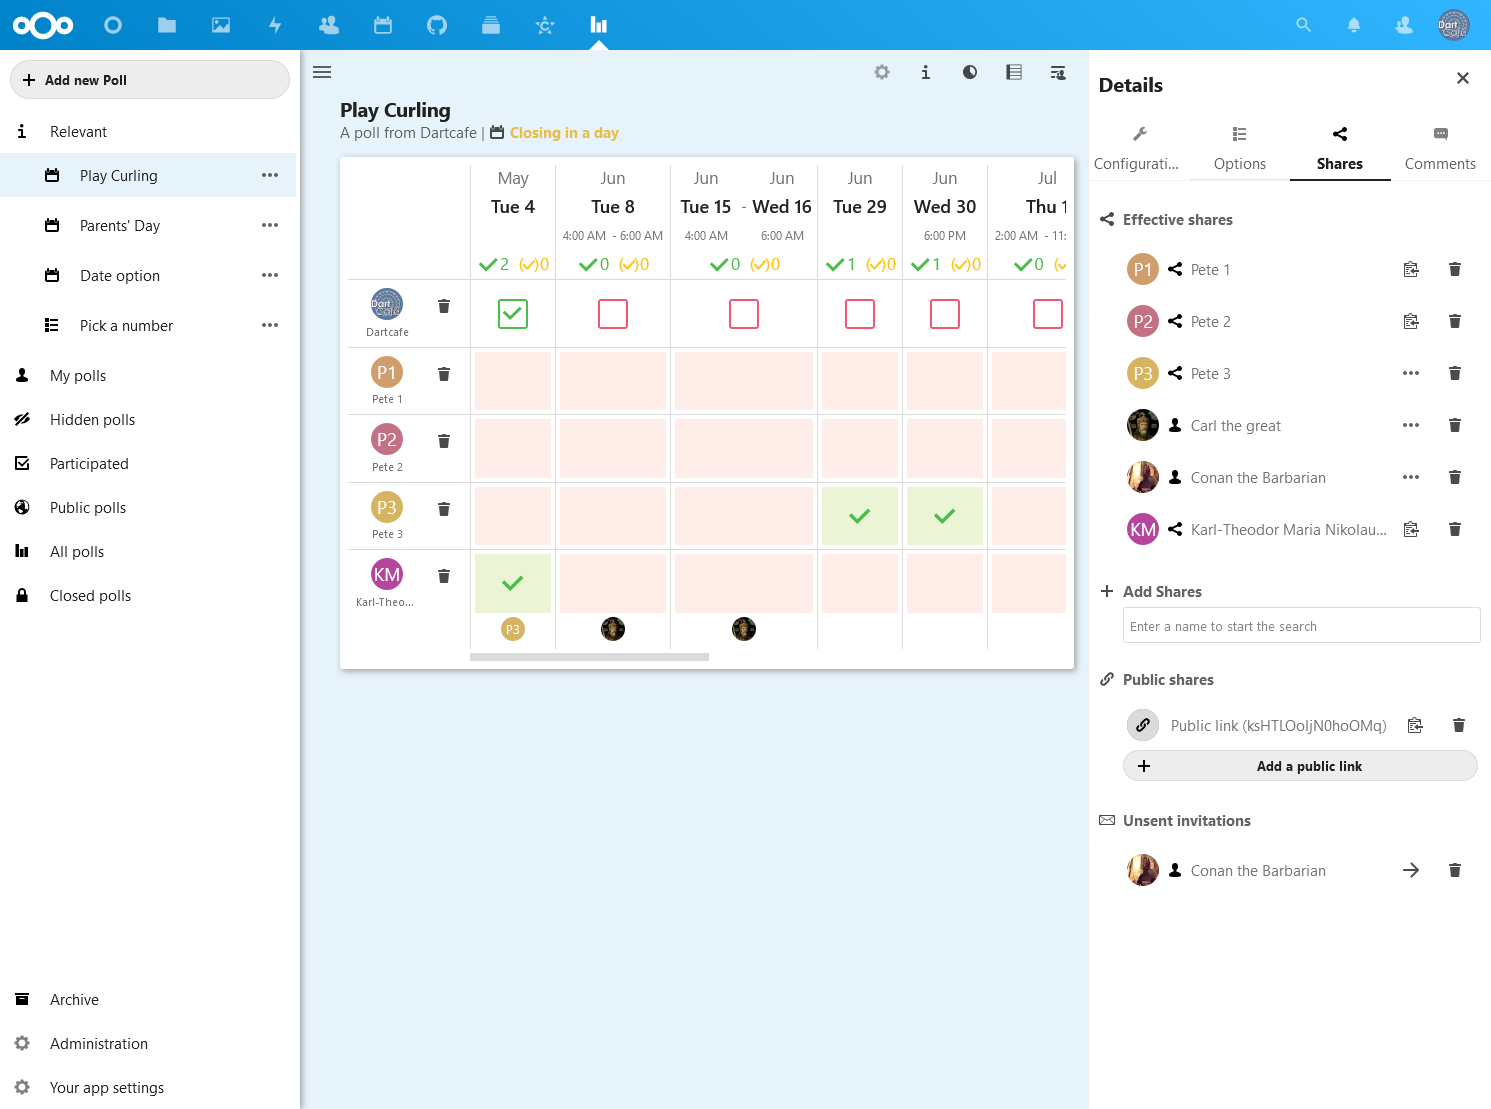 Dart
Cafe
Add new Poll
Relevant
Play Curling
Parents' Day
Date option
Pick a number
My polls
Hidden polls
Participated
Public polls
All polls
Closed polls
Archive
Administration
Your app settings
Play Curling
A poll from Dartcafe | Closing in a day
May Jun Jun Jun Jun Jun Jul
Tue 4 Tue 8 Tue 15 - Wed 16 Tue 29 Wed 30 Thu 1
4:00 AM - 6:00 AM 4:00 AM 6:00 AM 6:00 PM 2:00 AM - 11:
2 (✓)0 0 (✓)0 0 (✓)0 1 (✓)0 1 (✓)0 0 (✓
Dart
Cafe
Dartcafe
P1
Pete 1
P2
Pete 2
P3
Pete 3
KM
Karl-Theo...
P3
Details
Configurati... Options Shares Comments
Effective shares
P1 Pete 1
P2 Pete 2
P3 Pete 3
Carl the great
Conan the Barbarian
KM Karl-Theodor Maria Nikolau...
Add Shares
Enter a name to start the search
Public shares
Public link (ksHTLOoIjN0hoOMq)
Add a public link
Unsent invitations
Conan the Barbarian